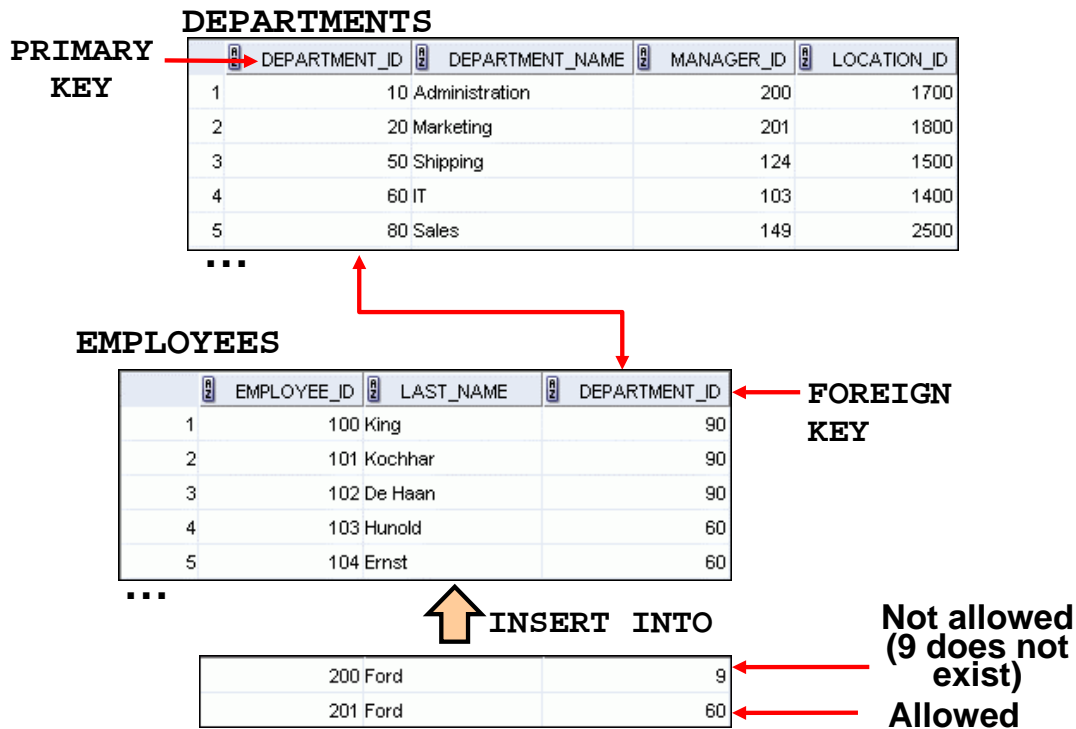 DEPARTMENTS
PRIMARY
KEY
DEPARTMENT_ID DEPARTMENT_NAME MANAGER_ID LOCATION_ID
1 10 Administration 200 1700
2 20 Marketing 201 1800
3 50 Shipping 124 1500
4 60 IT 103 1400
5 80 Sales 149 2500
...
EMPLOYEES
EMPLOYEE_ID LAST_NAME DEPARTMENT_ID
1 100 King 90
2 101 Kochhar 90
3 102 De Haan 90
4 103 Hunold 60
5 104 Ernst 60
...
FOREIGN
KEY
INSERT INTO
200 Ford 9
201 Ford 60
Not allowed
(9 does not
exist)
Allowed